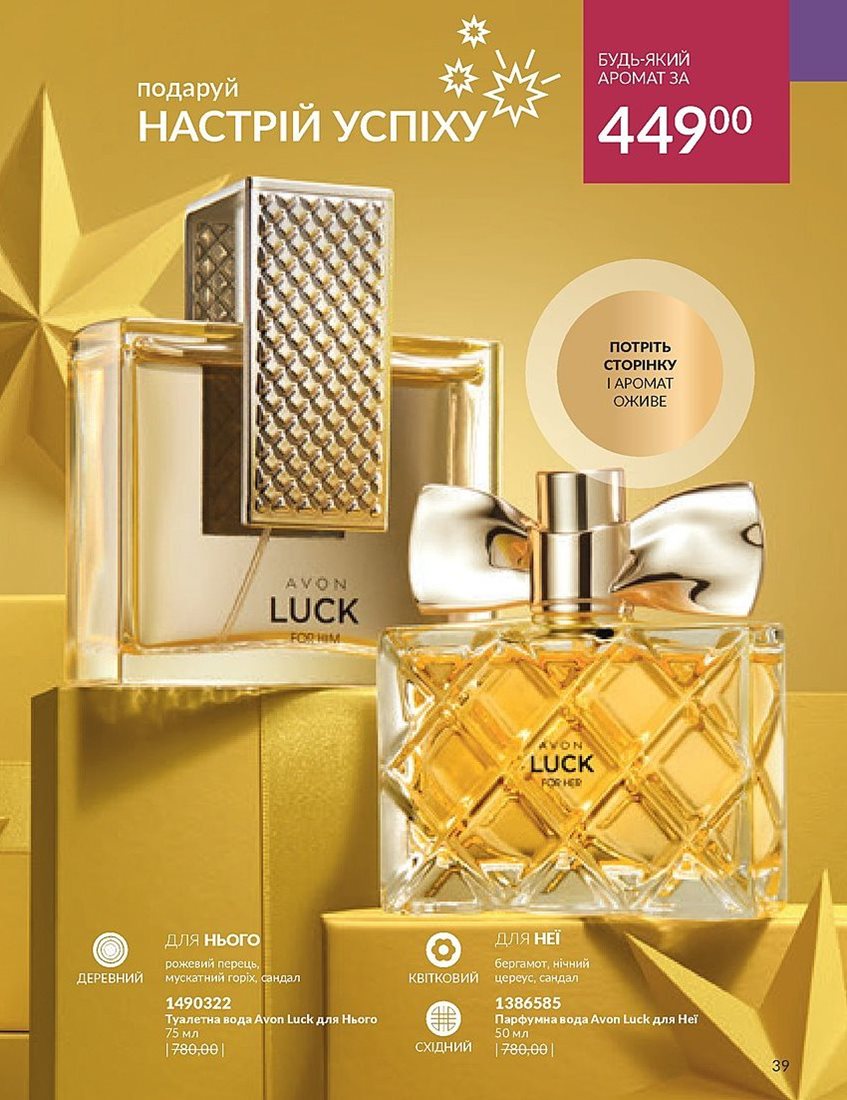 подаруй
НАСТРІЙ УСПІХУ
БУДЬ-ЯКИЙ
АРОМАТ ЗА
449⁰⁰
ПОТРІТЬ
СТОРІНКУ
І АРОМАТ
ОЖИВЕ
AVON
LUCK
FOR HIM
AVON
LUCK
FOR HER
ДЕРЕВНИЙ
ДЛЯ НЬОГО
рожевий перець,
мускатний горіх, сандал
1490322
Туалетна вода Avon Luck для Нього
75 мл
| 780,00 |
КВІТКОВИЙ
СХІДНИЙ
ДЛЯ НЕЇ
бергамот, нічний
цереус, сандал
1386585
Парфумна вода Avon Luck для Неї
50 мл
| 780,00 |
39